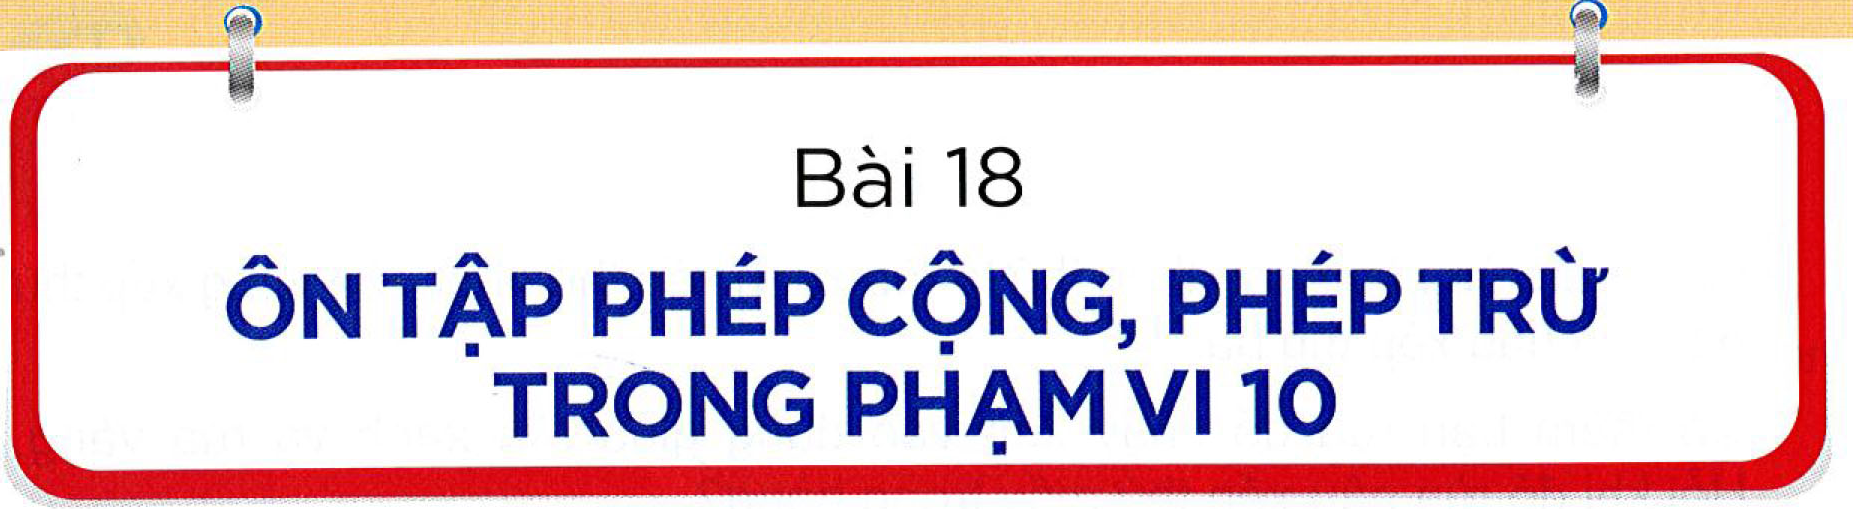 Bài 18
ÔN TẬP PHÉP CỘNG, PHÉP TRỪ
TRONG PHẠM VI 10